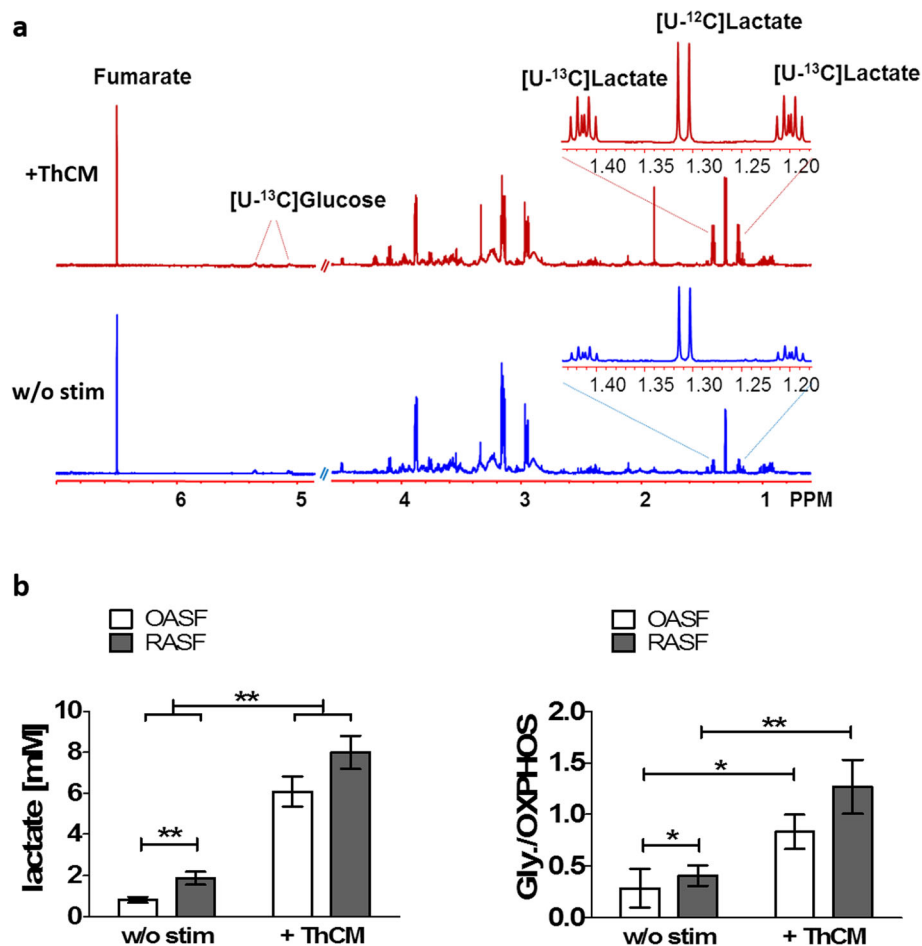 a
[U-¹²C]Lactate
Fumarate
[U-¹³C]Lactate
[U-¹³C]Lactate
+ThCM
1.40 1.35 1.30 1.25 1.20
[U-¹³C]Glucose
w/o stim
1.40 1.35 1.30 1.25 1.20
6 5 4 3 2 1 PPM
b
OASF
RASF
lactate [mM]
10
8
6
4
2
0
**
**
w/o stim + ThCM
OASF
RASF
Gly./OXPHOS
2.0
1.5
1.0
0.5
0.0
**
*
*
w/o stim + ThCM